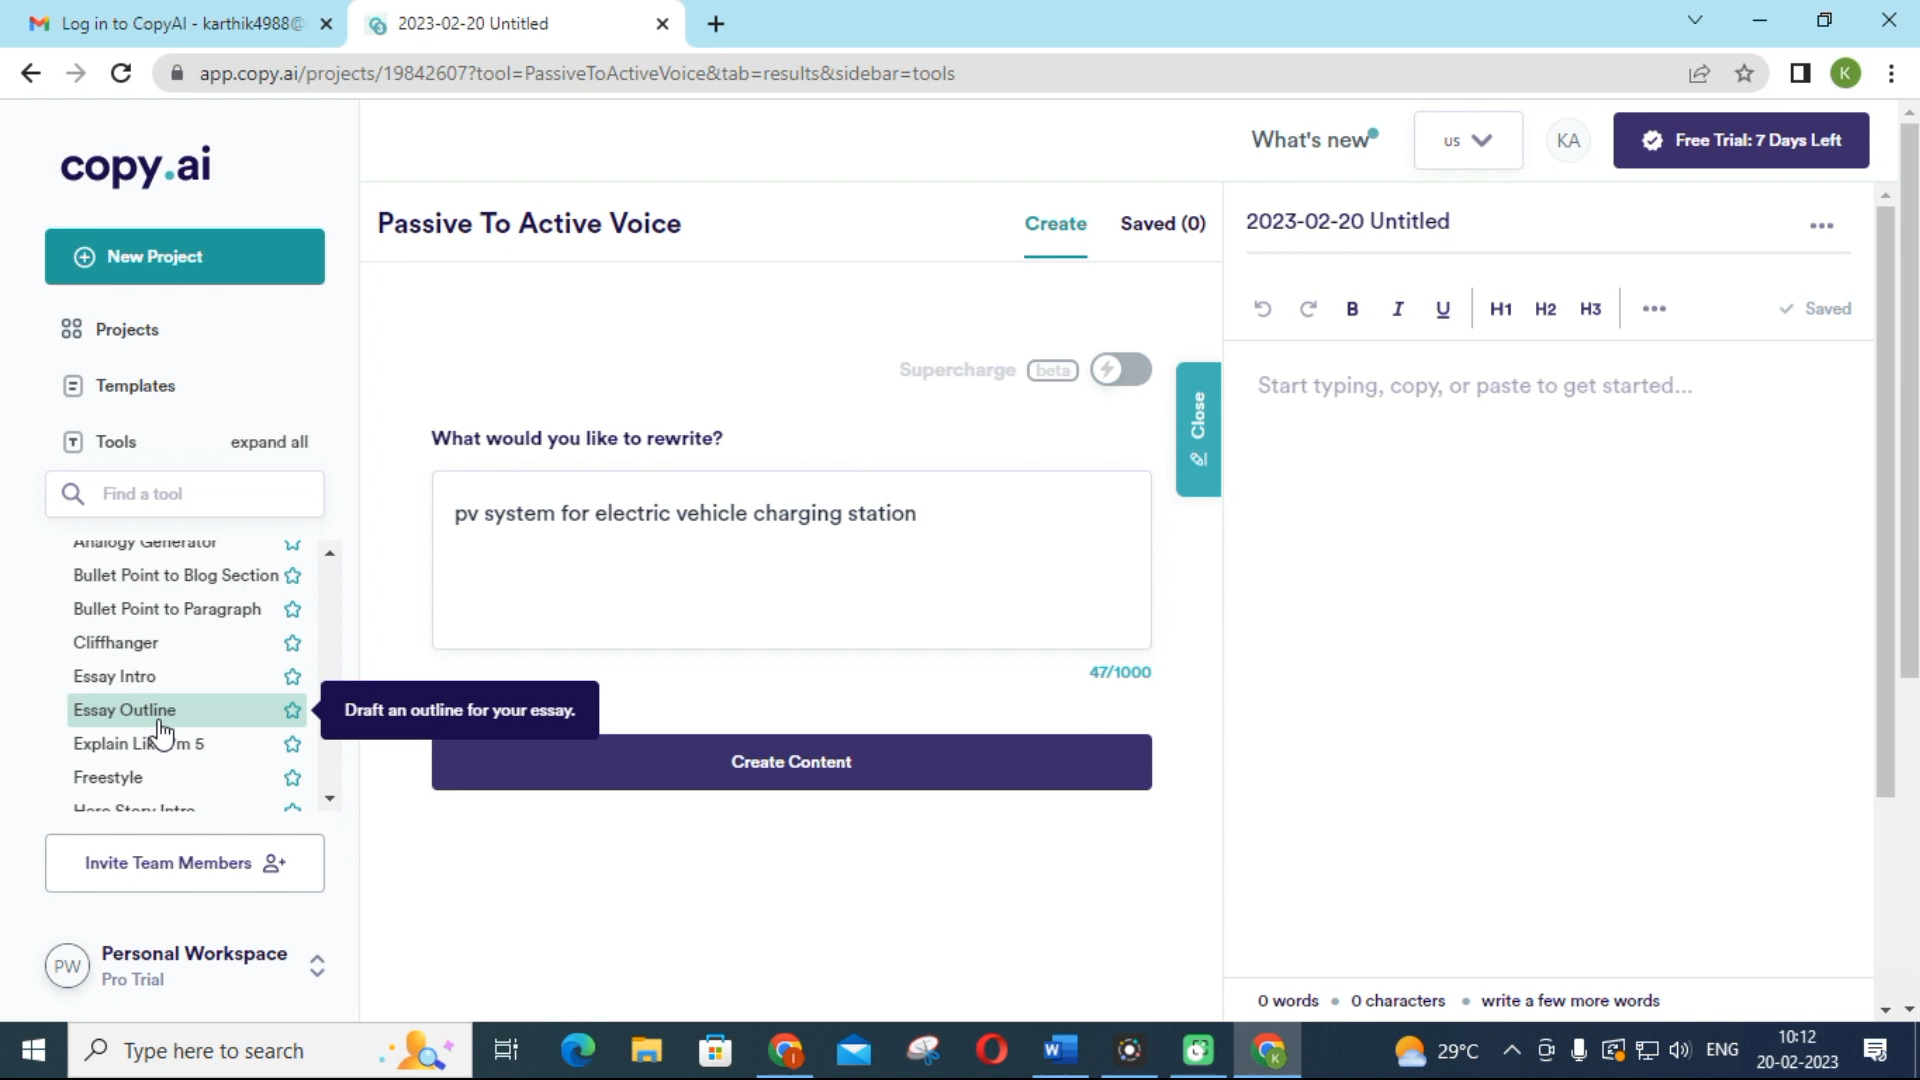 Log in to CopyAI - karthik4988@
2023-02-20 Untitled
app.copy.ai/projects/19842607?tool=PassiveToActiveVoice&tab=results&sidebar=tools
K
copy.ai
What's new
us
KA
Free Trial: 7 Days Left
New Project
Projects
Templates
Tools
expand all
Find a tool
Analogy Generator
Bullet Point to Blog Section
Bullet Point to Paragraph
Cliffhanger
Essay Intro
Essay Outline
Explain Like I'm 5
Freestyle
Hero Story Intro
Draft an outline for your essay.
Invite Team Members
PW
Personal Workspace
Pro Trial
Passive To Active Voice
Create
Saved (0)
Supercharge beta
What would you like to rewrite?
pv system for electric vehicle charging station
47/1000
Create Content
Close
2023-02-20 Untitled
B I U H1 H2 H3
Saved
Start typing, copy, or paste to get started...
0 words • 0 characters • write a few more words
Type here to search
29°C
ENG
10:12
20-02-2023